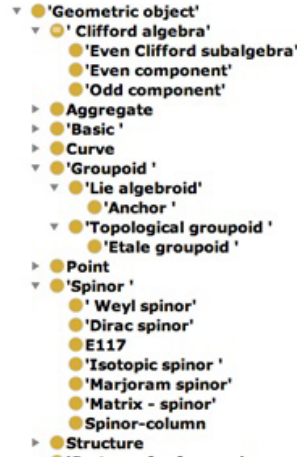 'Geometric object'
' Clifford algebra'
'Even Clifford subalgebra'
'Even component'
'Odd component'
Aggregate
'Basic '
Curve
'Groupoid '
'Lie algebroid'
'Anchor '
'Topological groupoid '
'Etale groupoid '
Point
'Spinor '
' Weyl spinor'
'Dirac spinor'
E117
'Isotopic spinor '
'Marjoram spinor'
'Matrix - spinor'
Spinor-column
Structure